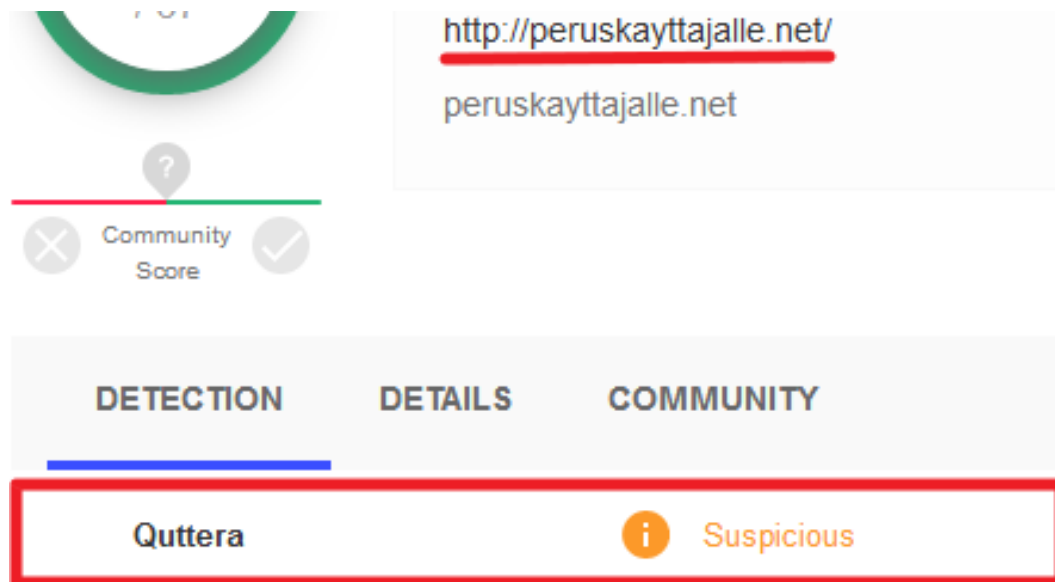 http://peruskayttajalle.net/
peruskayttajalle.net
?
Community
Score
DETECTION DETAILS COMMUNITY
Quttera i Suspicious